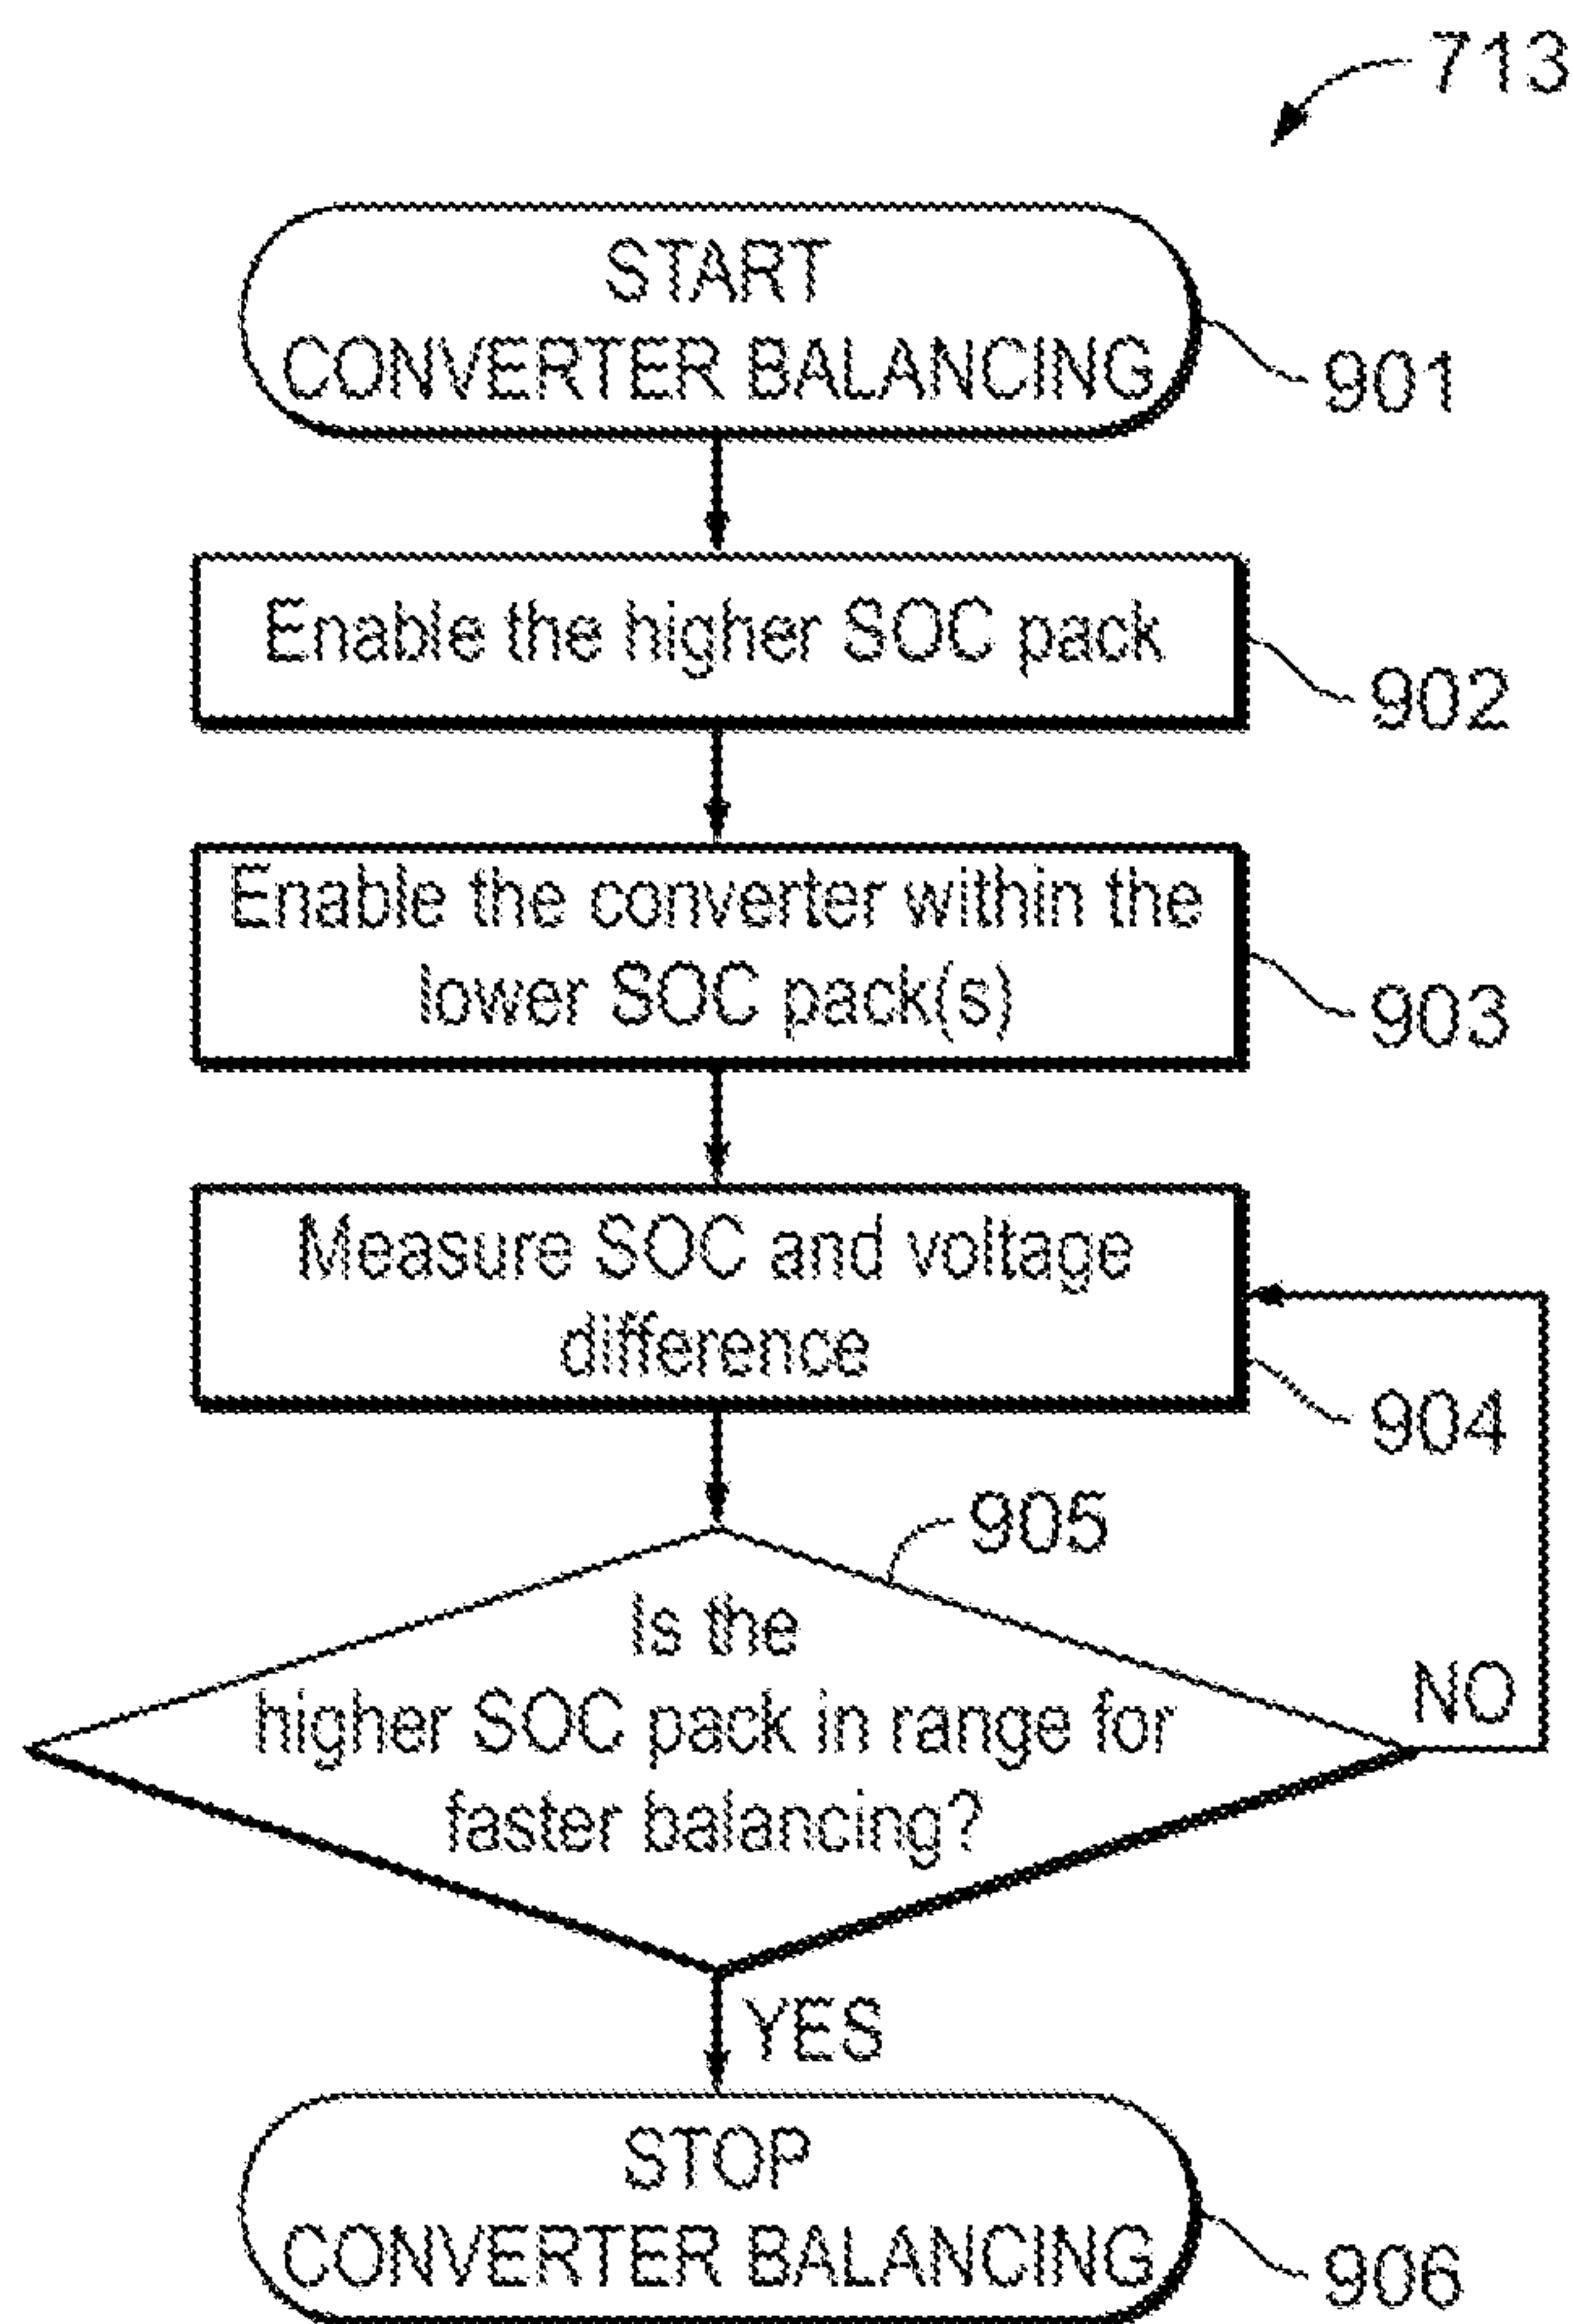 713
START
CONVERTER BALANCING
901
Enable the higher SOC pack
902
Enable the converter within the
lower SOC pack(s)
903
Measure SOC and voltage
difference
904
905
Is the
higher SOC pack in range for
faster balancing?
NO
YES
STOP
CONVERTER BALANCING
906